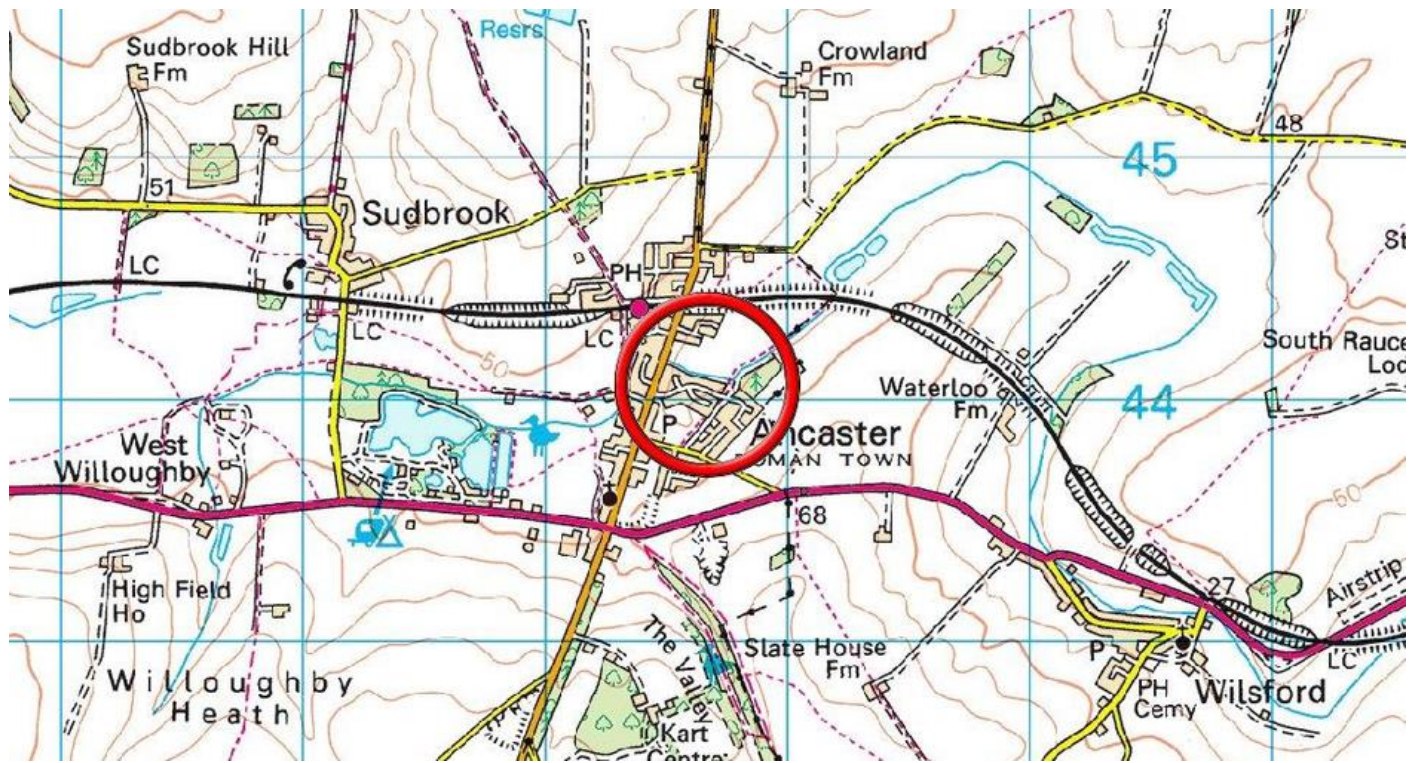 Resrs
Sudbrook Hill
Fm
Crowland
Fm
48
45
51
Sudbrook
LC
PH
St
LC
LC
50
South Rauce
Lod
Waterloo
Fm
44
P
Ancaster
ROMAN TOWN
West
Willoughby
50
68
High Field
Ho
27
Airstrip
The Valley
Slate House
Fm
P
LC
Willoughby
Heath
PH
Cemy
Wilsford
Kart
Centre